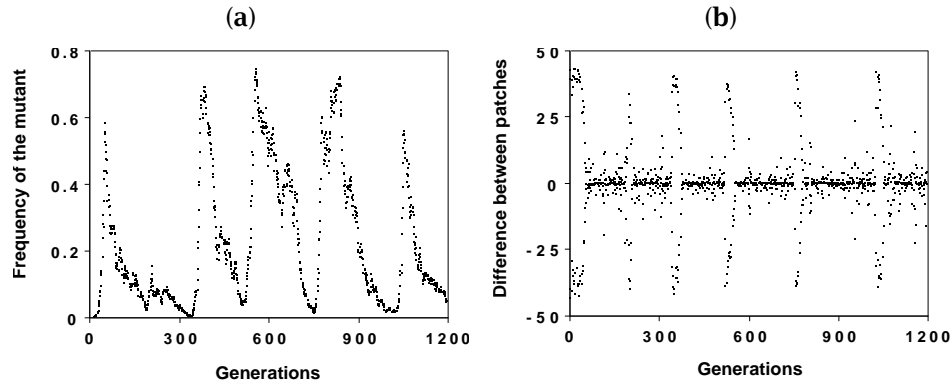 (a)
(b)
Frequency of the mutant
0.8
0.6
0.4
0.2
0
0 300 600 900 1200
Generations
Difference between patches
50
25
0
-25
-50
0 300 600 900 1200
Generations